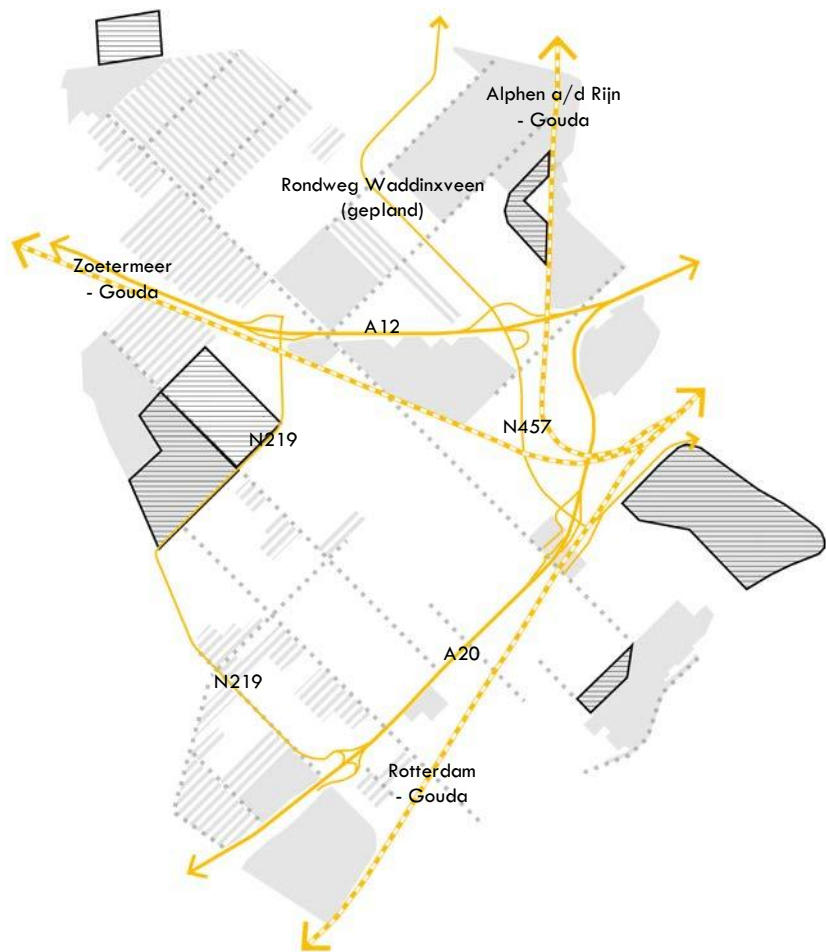 Alphen a/d Rijn
- Gouda
Rondweg Waddinxveen
(gepland)
Zoetermeer
- Gouda
A12
N457
N219
A20
N219
Rotterdam
- Gouda